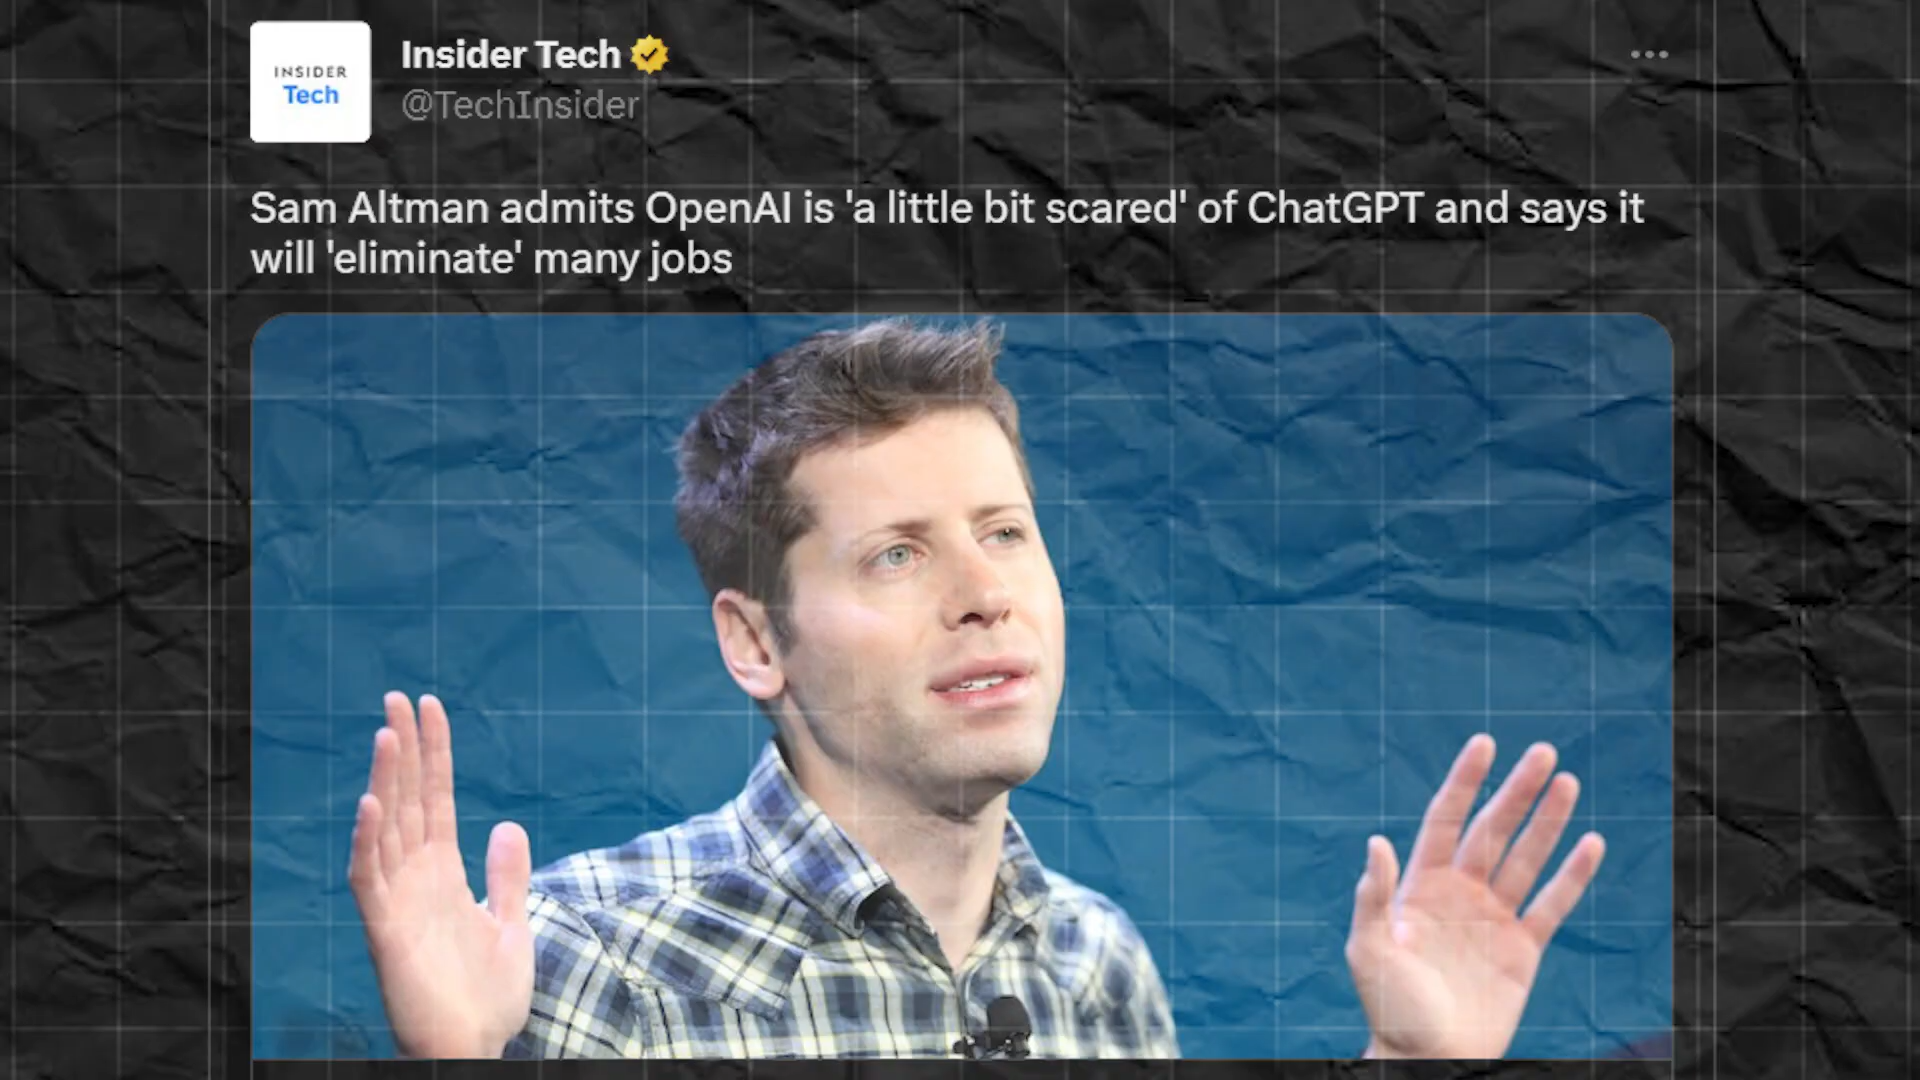 INSIDER
Tech
Insider Tech
@TechInsider
Sam Altman admits OpenAI is 'a little bit scared' of ChatGPT and says it
will 'eliminate' many jobs